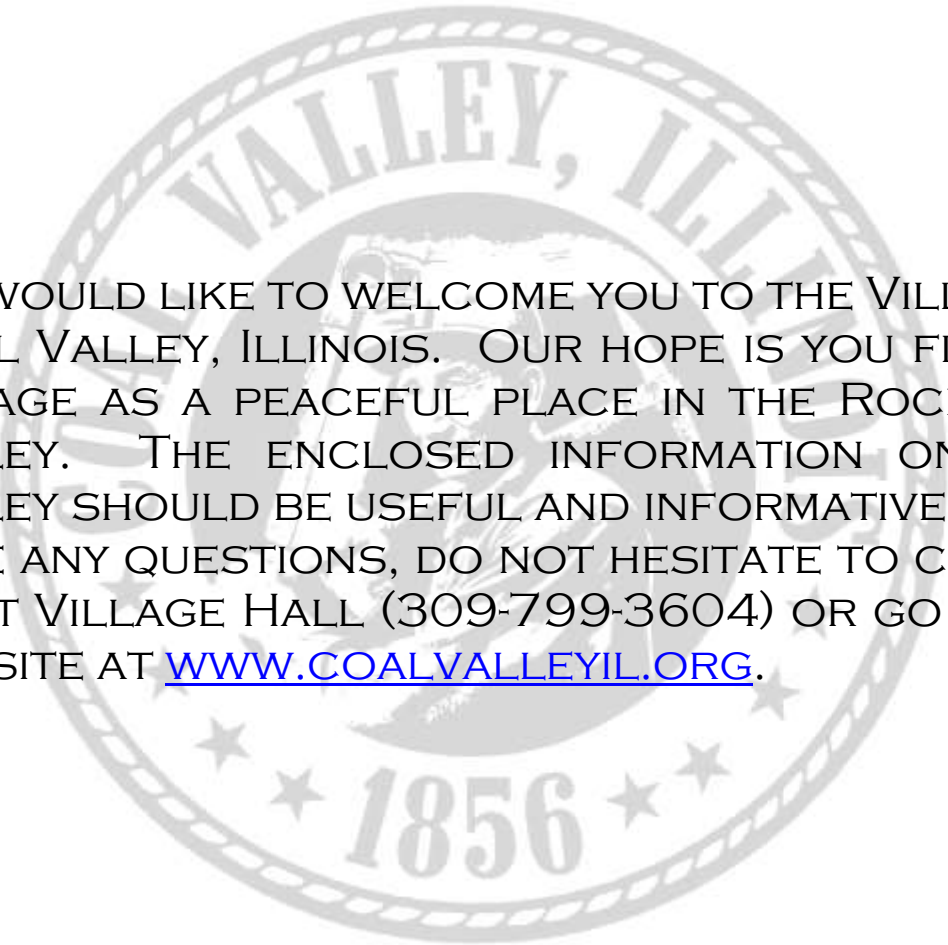 COAL VALLEY, ILLINOIS
WOULD LIKE TO WELCOME YOU TO THE VILL
L VALLEY, ILLINOIS. OUR HOPE IS YOU FI
AGE AS A PEACEFUL PLACE IN THE ROC
LEY. THE ENCLOSED INFORMATION ON
LEY SHOULD BE USEFUL AND INFORMATIVE
E ANY QUESTIONS, DO NOT HESITATE TO C
T VILLAGE HALL (309-799-3604) OR GO
SITE AT WWW.COALVALLEYIL.ORG.
1856